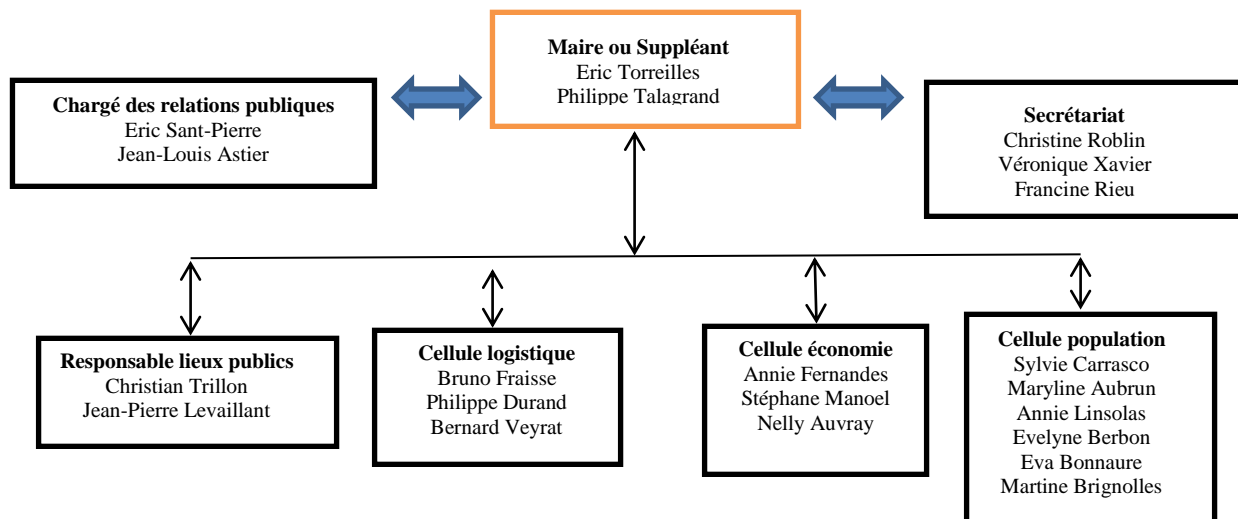 Maire ou Suppléant
Eric Torreilles
Philippe Talagrand
Chargé des relations publiques
Eric Sant-Pierre
Jean-Louis Astier
Secrétariat
Christine Roblin
Véronique Xavier
Francine Rieu
Responsable lieux publics
Christian Trillon
Jean-Pierre Levaillant
Cellule logistique
Bruno Fraisse
Philippe Durand
Bernard Veyrat
Cellule économie
Annie Fernandes
Stéphane Manoel
Nelly Auvray
Cellule population
Sylvie Carrasco
Maryline Aubrun
Annie Linsolas
Evelyne Berbon
Eva Bonnaure
Martine Brignolles